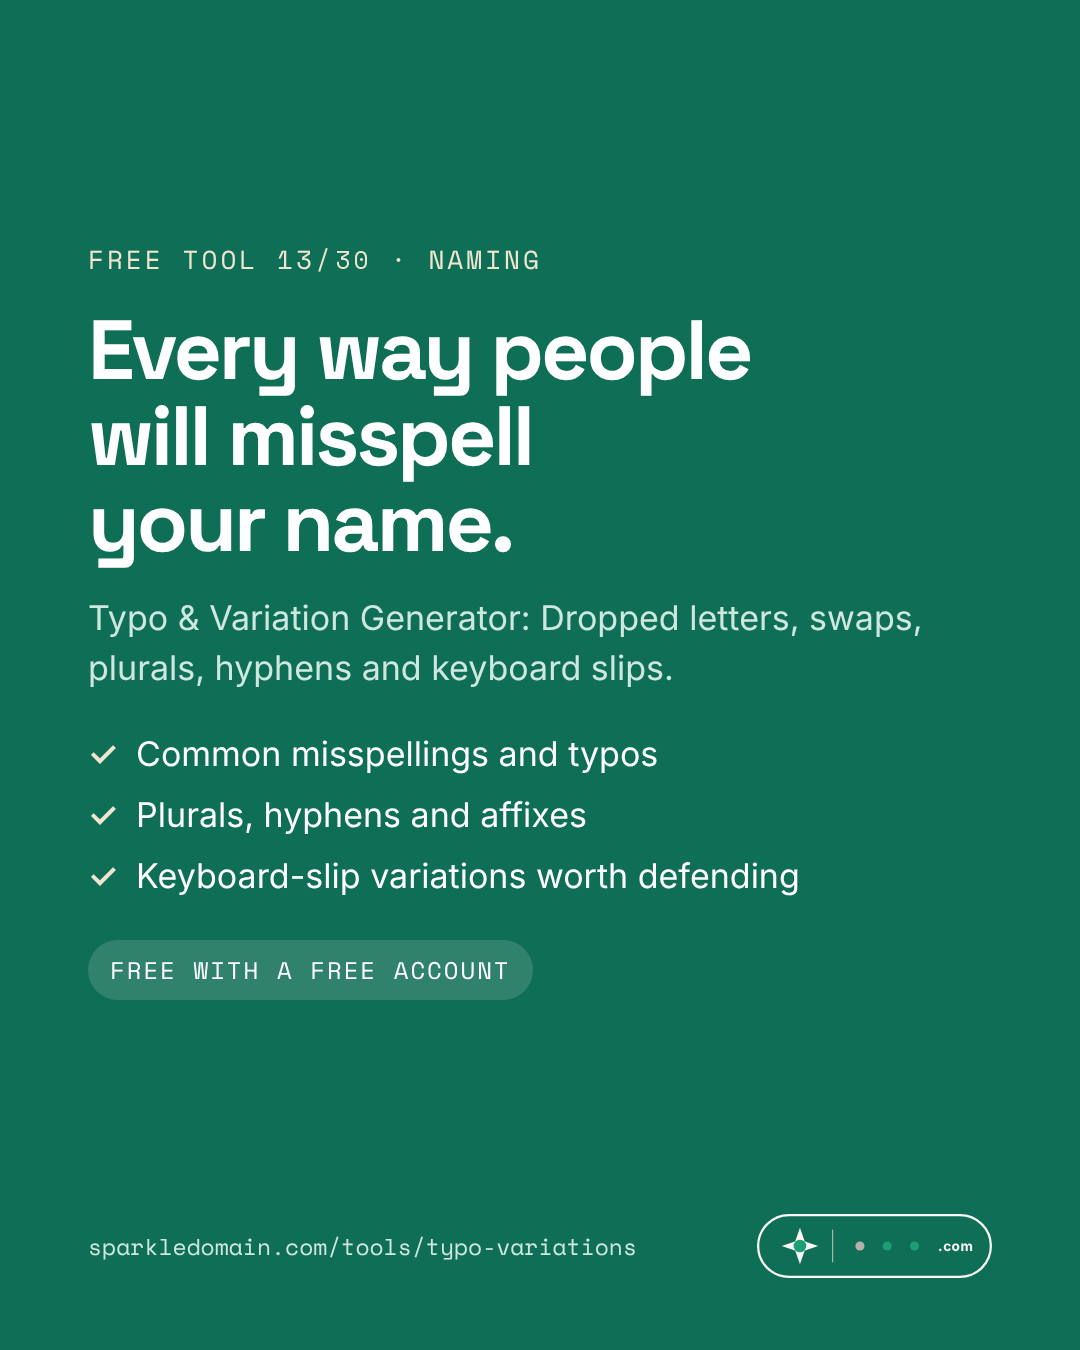 FREE TOOL 13/30 · NAMING
Every way people
will misspell
your name.
Typo & Variation Generator: Dropped letters, swaps,
plurals, hyphens and keyboard slips.
Common misspellings and typos
Plurals, hyphens and affixes
Keyboard-slip variations worth defending
FREE WITH A FREE ACCOUNT
sparkledomain.com/tools/typo-variations
.com